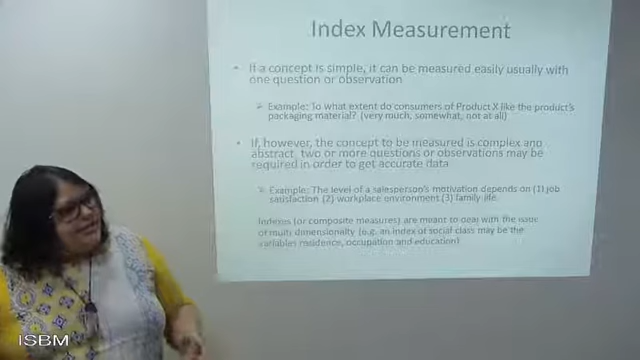 Index Measurement
• If a concept is simple, it can be measured easily usually with
one question or observation
➢ Example: To what extent do consumers of Product X like the product's
packaging material? (very much, somewhat, not at all)
• If, however, the concept to be measured is complex and
abstract, two or more questions or observations may be
required in order to get accurate data
➢ Example: The level of a salesperson's motivation depends on (1) job
satisfaction (2) workplace environment (3) family life.
Indexes (or composite measures) are meant to deal with the issue
of multi dimensionality (e.g. an index of social class may be the
variables residence, occupation and education)
ISBM